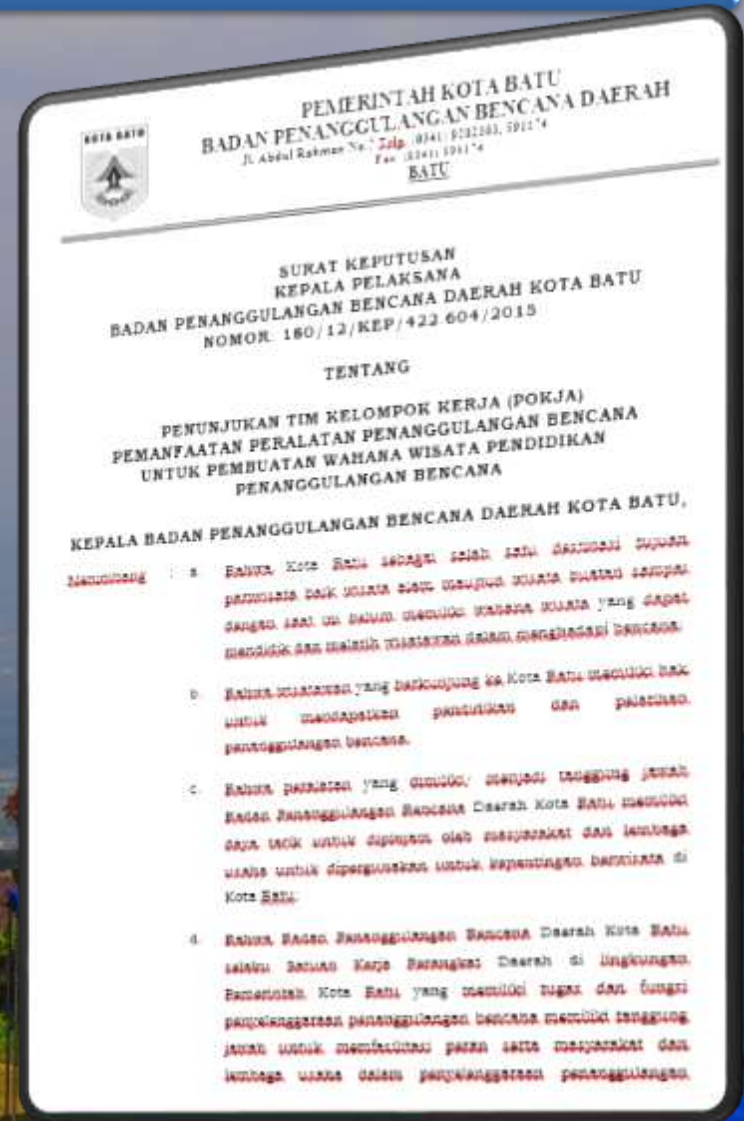 KOTA BATU
PEMERINTAH KOTA BATU
BADAN PENANGGULANGAN BENCANA DAERAH
Jl. Abdul Rahman No. Telp.
Fax
BATU
SURAT KEPUTUSAN
KEPALA PELAKSANA
BADAN PENANGGULANGAN BENCANA DAERAH KOTA BATU
NOMOR: 180/12/KEP/422.604/2015
TENTANG
PENUNJUKAN TIM KELOMPOK KERJA (POKJA)
PEMANFAATAN PERALATAN PENANGGULANGAN BENCANA
UNTUK PEMBUATAN WAHANA WISATA PENDIDIKAN
PENANGGULANGAN BENCANA
KEPALA BADAN PENANGGULANGAN BENCANA DAERAH KOTA BATU,
Menimbang : a. Bahwa Kota Batu sebagai salah satu destinasi tujuan
pariwisata baik wisata alam maupun wisata buatan sampai
dengan saat ini belum memiliki wahana wisata yang dapat
mendidik dan melatih wisatawan dalam menghadapi bencana.
b. Bahwa wisatawan yang berkunjung ke Kota Batu memiliki hak
untuk mendapatkan pendidikan dan pelatihan
penanggulangan bencana.
c. Bahwa peralatan yang dimiliki/ menjadi tanggung jawab
Badan Penanggulangan Bencana Daerah Kota Batu memiliki
daya tarik untuk dipinjam oleh masyarakat dan lembaga
usaha untuk dipergunakan untuk kepentingan berwisata di
Kota Batu;
d. Bahwa Badan Penanggulangan Bencana Daerah Kota Batu
selaku Satuan Kerja Perangkat Daerah di lingkungan
Pemerintah Kota Batu yang memiliki tugas dan fungsi
penyelenggaraan penanggulangan bencana memiliki tanggung
jawab untuk memfasilitasi peran serta masyarakat dan
lembaga usaha dalam penyelenggaraan penanggulangan